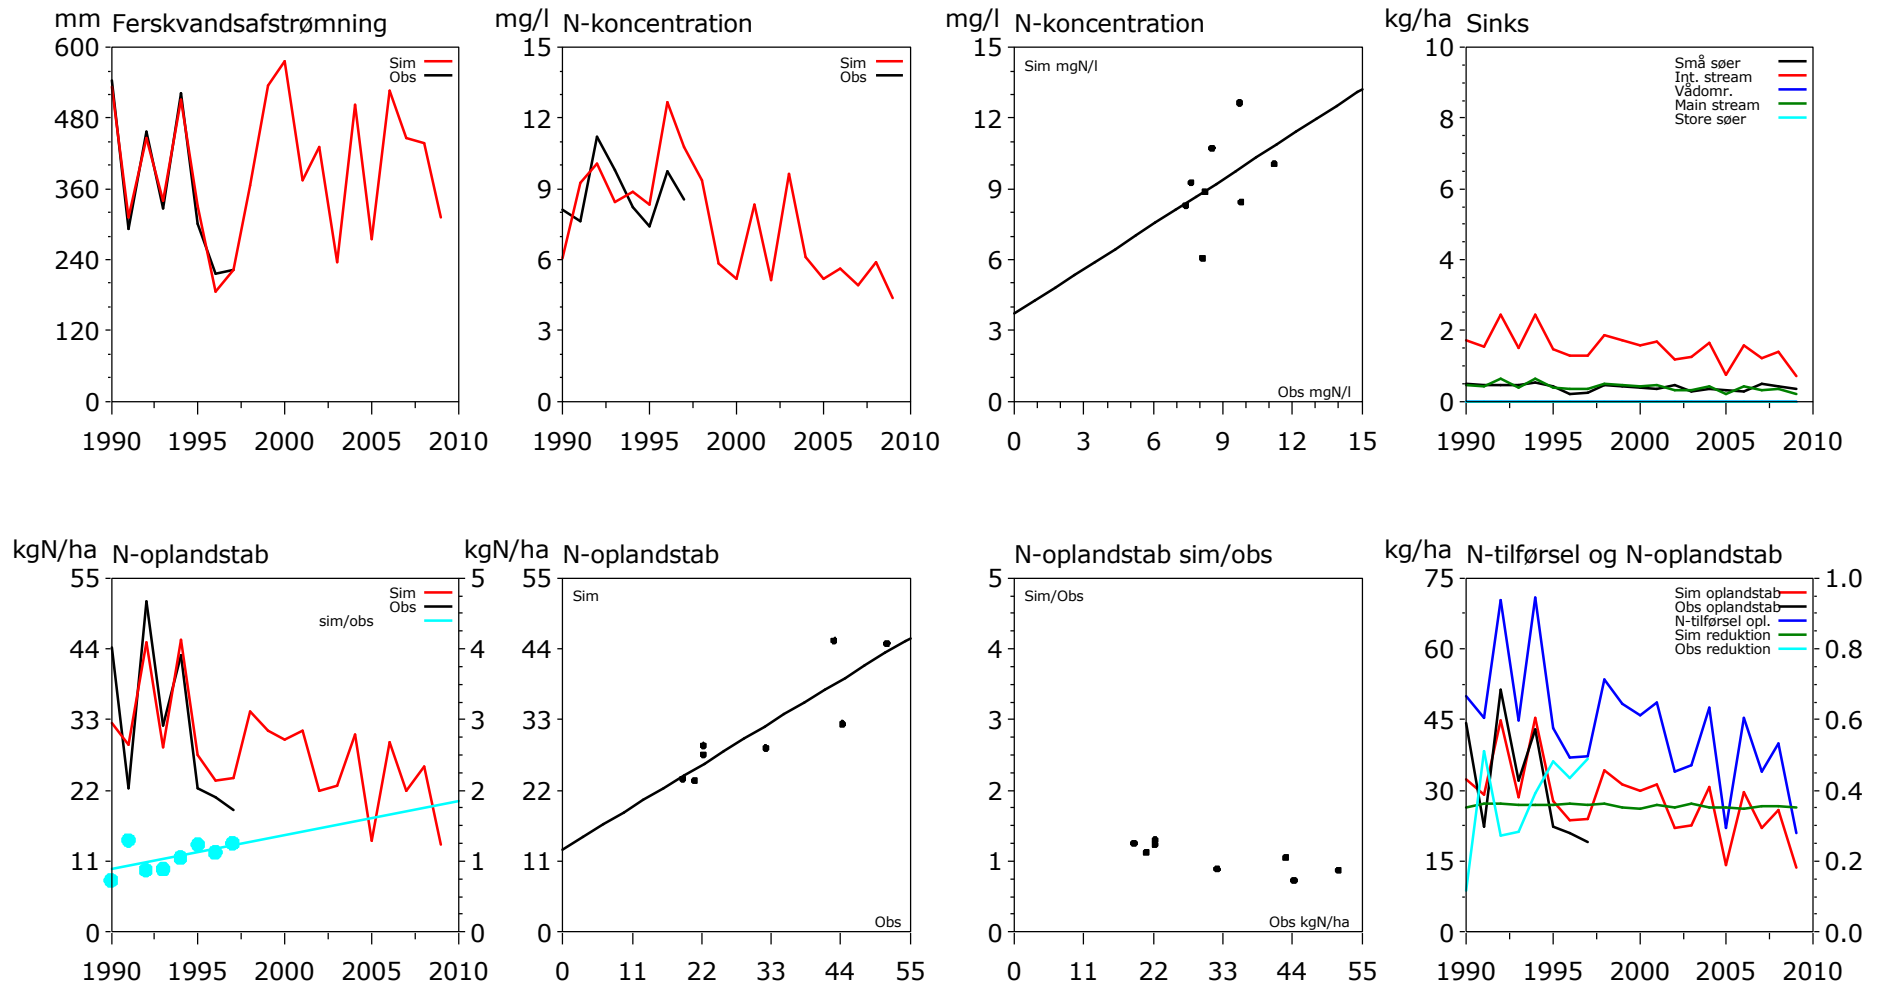 mm Ferskvandsafstrømning
600
480
360
240
120
0
1990 1995 2000 2005 2010
Sim
Obs
mg/l N-koncentration
15
12
9
6
3
0
1990 1995 2000 2005 2010
Sim
Obs
mg/l N-koncentration
15
12
9
6
3
0
0 3 6 9 12 15
Sim mgN/l
Obs mgN/l
kg/ha Sinks
10
8
6
4
2
0
1990 1995 2000 2005 2010
Små søer
Int. stream
Vådomr.
Main stream
Store søer
kgN/ha N-oplandstab
55
44
33
22
11
0
5
4
3
2
1
0
1990 1995 2000 2005 2010
Sim
Obs
sim/obs
kgN/ha N-oplandstab
55
44
33
22
11
0
0 11 22 33 44 55
Sim
Obs
N-oplandstab sim/obs
5
4
3
2
1
0
0 11 22 33 44 55
Sim/Obs
Obs kgN/ha
kg/ha N-tilførsel og N-oplandstab
75
60
45
30
15
0
1.0
0.8
0.6
0.4
0.2
0.0
1990 1995 2000 2005 2010
Sim oplandstab
Obs oplandstab
N-tilførsel opl.
Sim reduktion
Obs reduktion